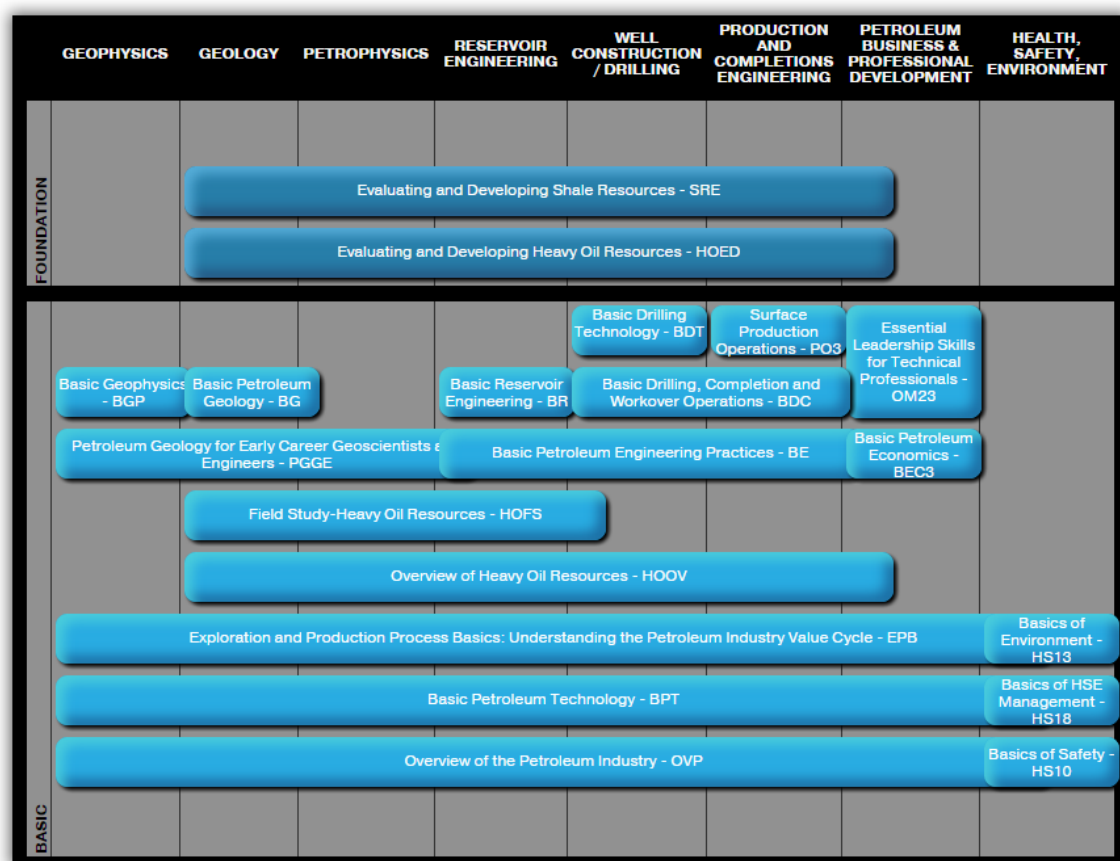 GEOPHYSICS
GEOLOGY
PETROPHYSICS
RESERVOIR
ENGINEERING
WELL
CONSTRUCTION
/ DRILLING
PRODUCTION
AND
COMPLETIONS
ENGINEERING
PETROLEUM
BUSINESS &
PROFESSIONAL
DEVELOPMENT
HEALTH,
SAFETY,
ENVIRONMENT
FOUNDATION
Evaluating and Developing Shale Resources - SRE
Evaluating and Developing Heavy Oil Resources - HOED
BASIC
Basic Drilling
Technology - BDT
Surface
Production
Operations - PO3
Essential
Leadership Skills
for Technical
Professionals -
OM23
Basic Geophysics
- BGP
Basic Petroleum
Geology - BG
Basic Reservoir
Engineering - BR
Basic Drilling, Completion and
Workover Operations - BDC
Petroleum Geology for Early Career Geoscientists a
Engineers - PGGE
Basic Petroleum Engineering Practices - BE
Basic Petroleum
Economics -
BEC3
Field Study-Heavy Oil Resources - HOFS
Overview of Heavy Oil Resources - HOOV
Exploration and Production Process Basics: Understanding the Petroleum Industry Value Cycle - EPB
Basics of
Environment -
HS13
Basic Petroleum Technology - BPT
Basics of HSE
Management -
HS18
Overview of the Petroleum Industry - OVP
Basics of Safety -
HS10